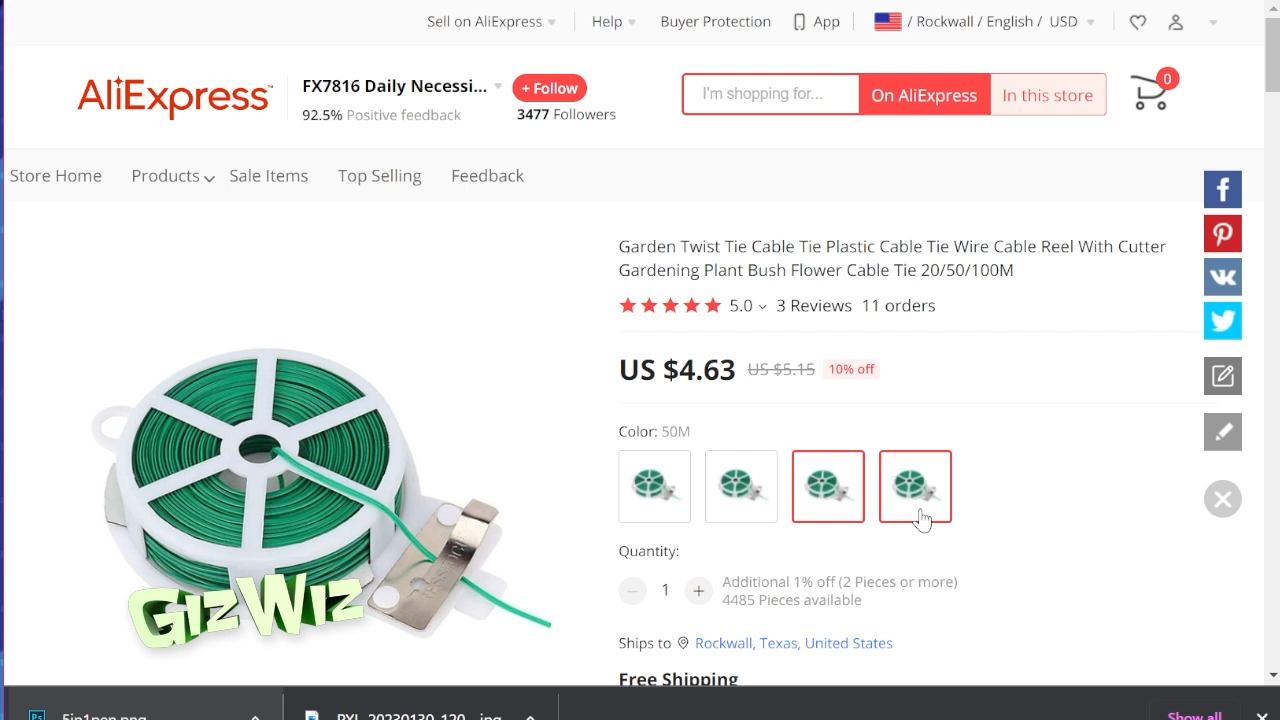 Sell on AliExpress
Help
Buyer Protection
App
/ Rockwall / English / USD
AliExpress™
FX7816 Daily Necessi...
+ Follow
92.5% Positive feedback
3477 Followers
I'm shopping for...
On AliExpress
In this store
0
Store Home
Products
Sale Items
Top Selling
Feedback
Garden Twist Tie Cable Tie Plastic Cable Tie Wire Cable Reel With Cutter
Gardening Plant Bush Flower Cable Tie 20/50/100M
5.0
3 Reviews
11 orders
US $4.63
US $5.15
10% off
Color: 50M
Quantity:
1
Additional 1% off (2 Pieces or more)
4485 Pieces available
Ships to
Rockwall, Texas, United States
Free Shipping
GizWiz
Ps
5in1pen.png
Show all